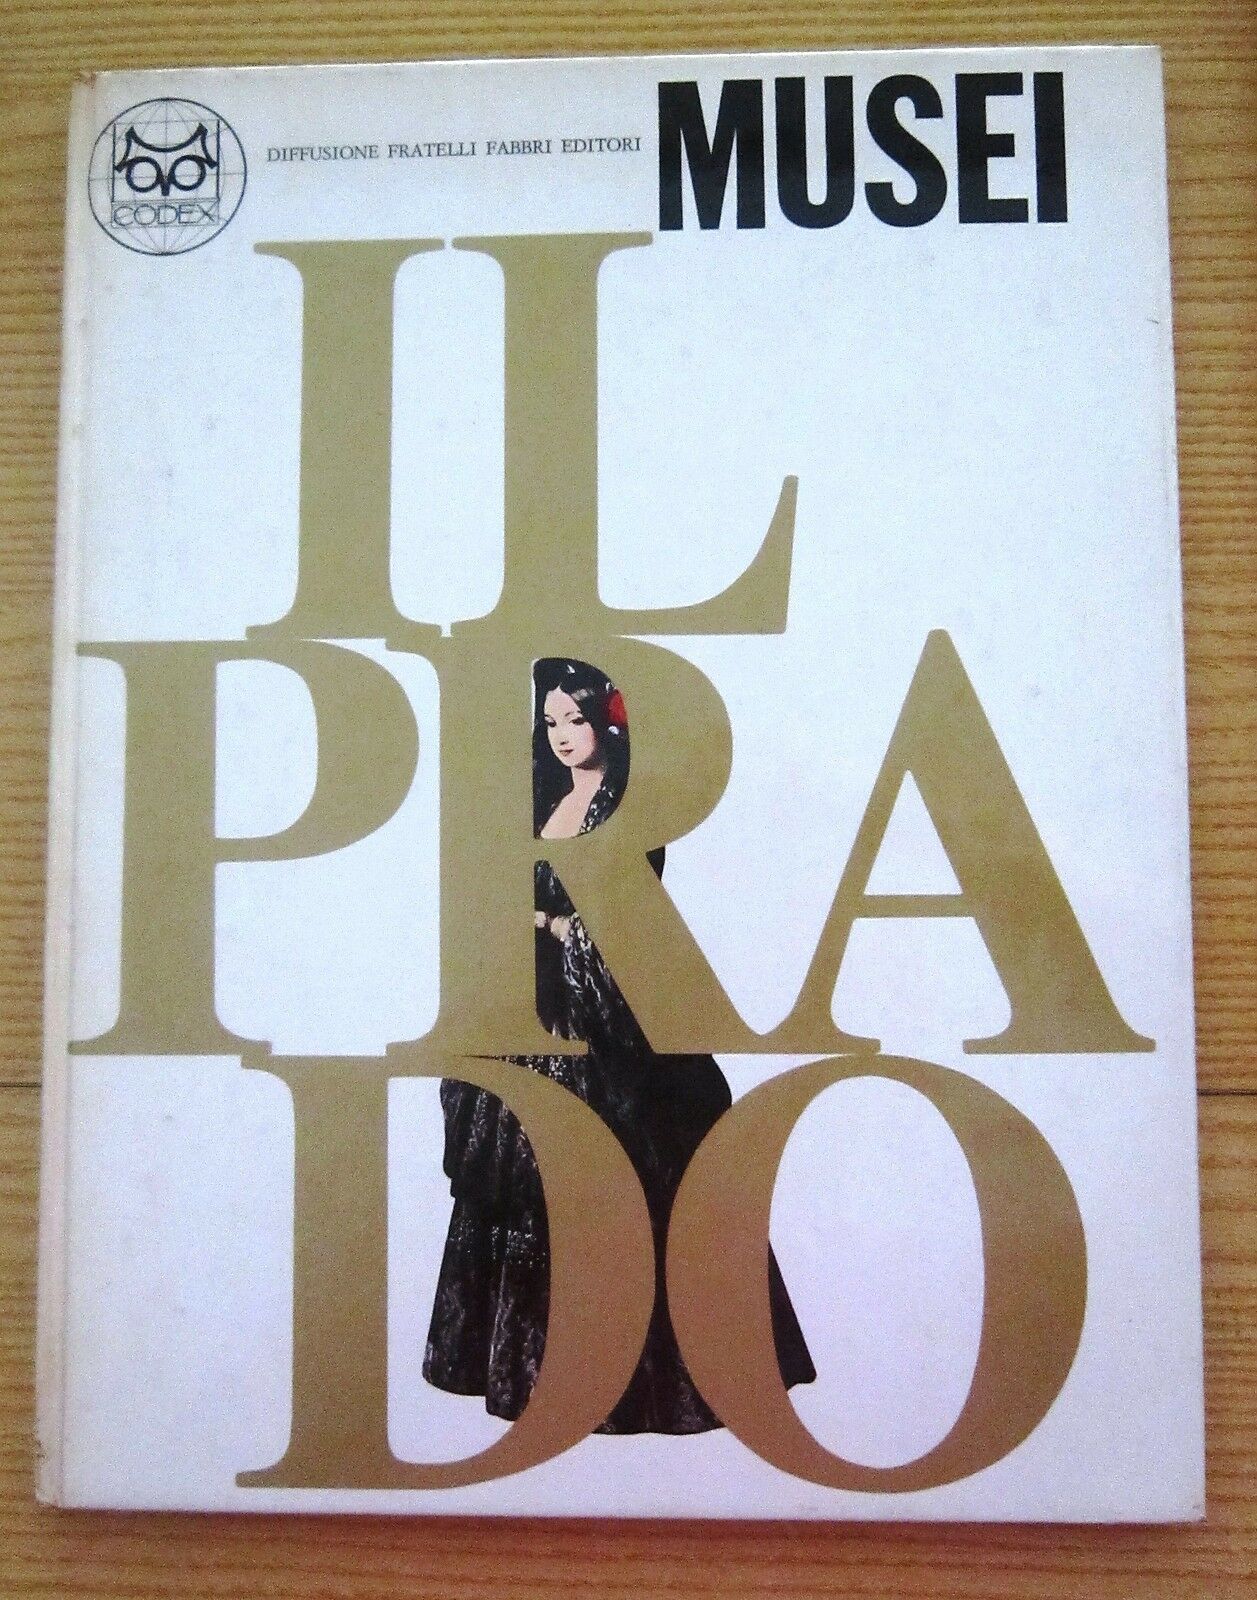 CODEX
DIFFUSIONE FRATELLI FABBRI EDITORI
MUSEI
IL
PRA
DO